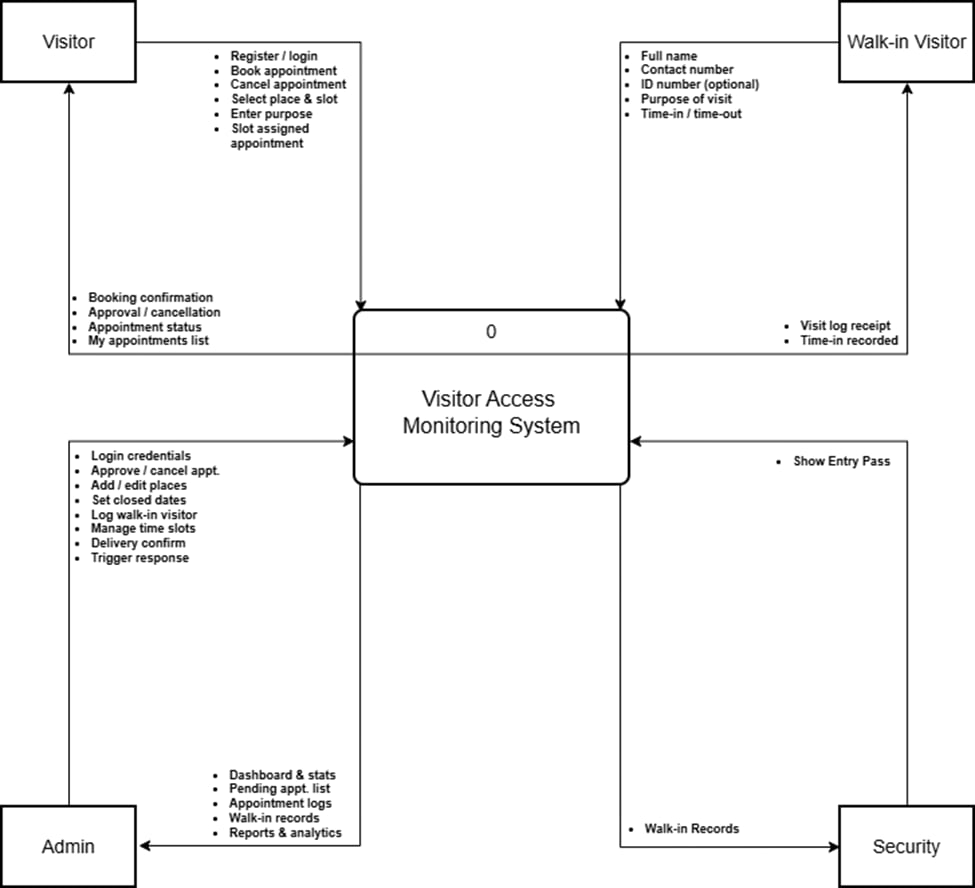 Visitor
Walk-in Visitor
• Register / login
• Book appointment
• Cancel appointment
• Select place & slot
• Enter purpose
• Slot assigned
appointment
• Full name
• Contact number
• ID number (optional)
• Purpose of visit
• Time-in / time-out
• Booking confirmation
• Approval / cancellation
• Appointment status
• My appointments list
0
Visitor Access
Monitoring System
• Visit log receipt
• Time-in recorded
• Login credentials
• Approve / cancel appt.
• Add / edit places
• Set closed dates
• Log walk-in visitor
• Manage time slots
• Delivery confirm
• Trigger response
• Show Entry Pass
• Dashboard & stats
• Pending appt. list
• Appointment logs
• Walk-in records
• Reports & analytics
• Walk-in Records
Admin
Security